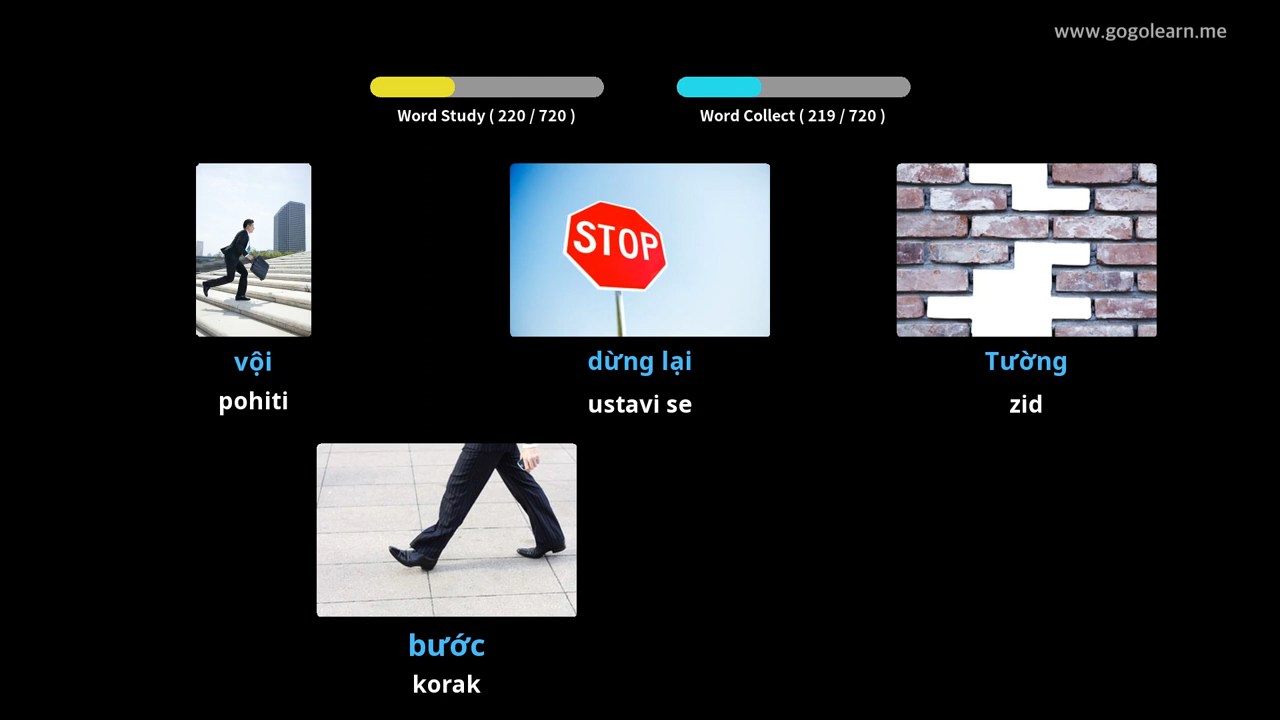 www.gogolearn.me
Word Study ( 220 / 720 )
Word Collect ( 219 / 720 )
STOP
vội
pohiti
dừng lại
ustavi se
Tường
zid
bước
korak